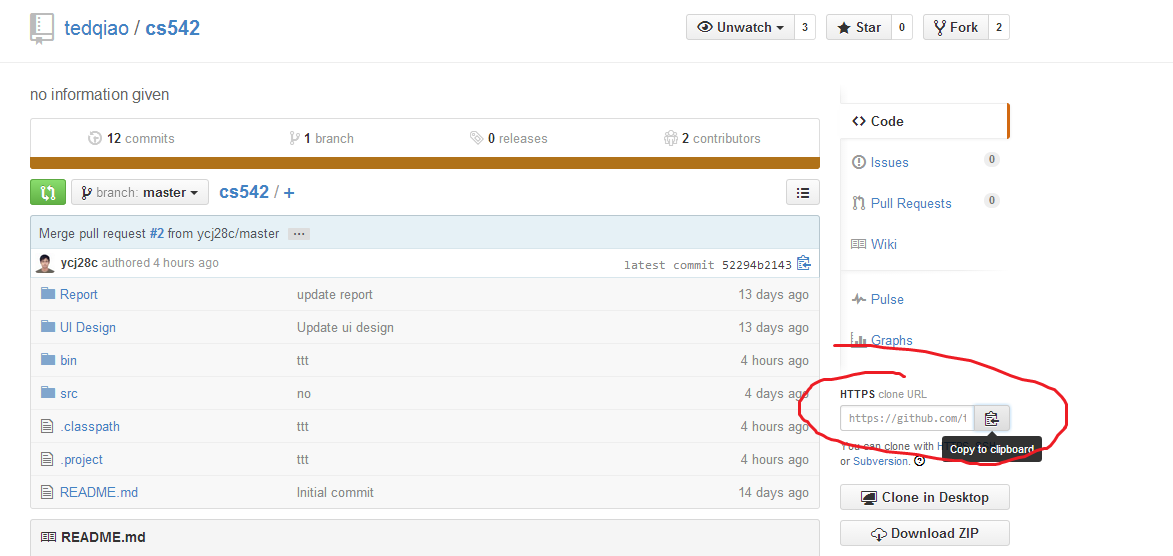 tedqiao / cs542
Unwatch 3 Star 0 Fork 2
no information given
12 commits 1 branch 0 releases 2 contributors
branch: master cs542 / +
Merge pull request #2 from ycj28c/master ...
ycj28c authored 4 hours ago latest commit 52294b2143
Report update report 13 days ago
UI Design Update ui design 13 days ago
bin ttt 4 hours ago
src no 4 days ago
.classpath ttt 4 hours ago
.project ttt 4 hours ago
README.md Initial commit 14 days ago
README.md
Code
Issues 0
Pull Requests 0
Wiki
Pulse
Graphs
HTTPS clone URL
https://github.com/t
Copy to clipboard
You can clone with
or Subversion.
Clone in Desktop
Download ZIP